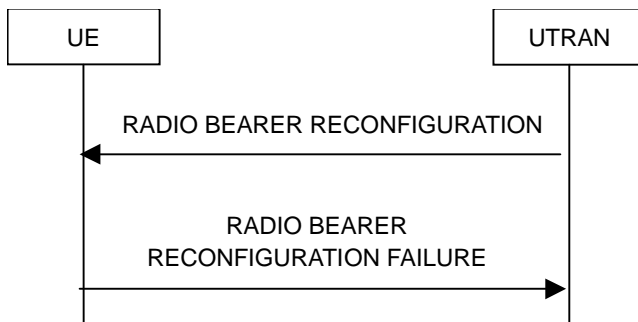 UE
UTRAN
RADIO BEARER RECONFIGURATION
RADIO BEARER
RECONFIGURATION FAILURE